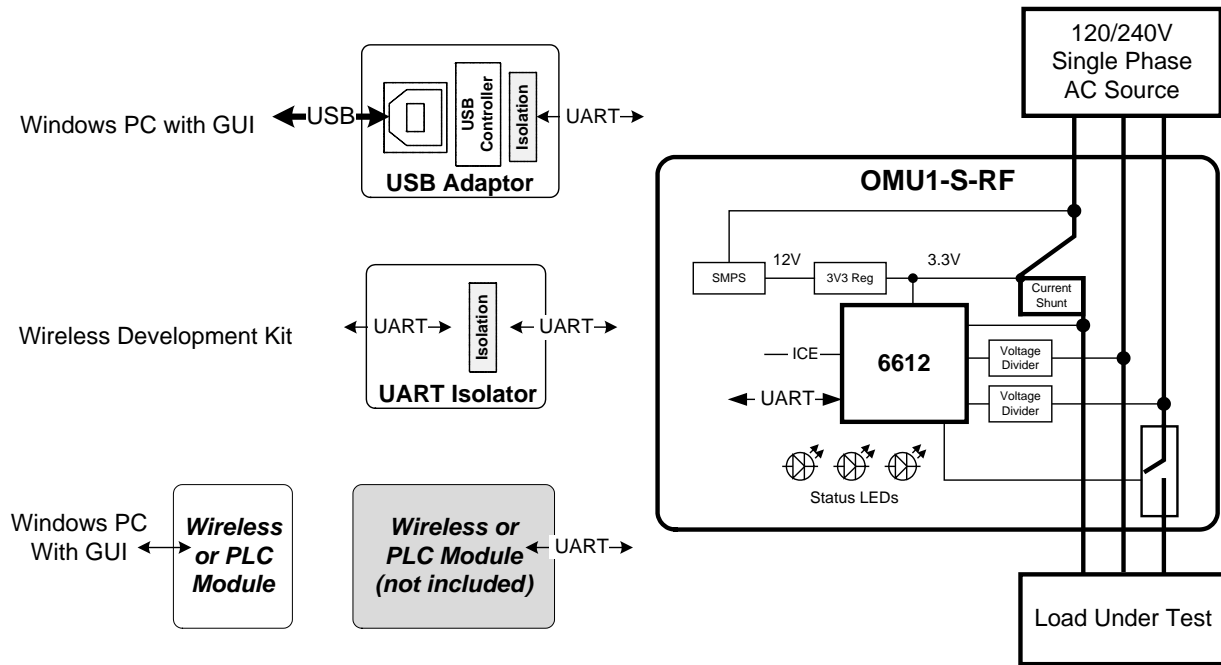 Windows PC with GUI
USB
USB
Controller
Isolation
UART
USB Adaptor
Wireless Development Kit
UART
Isolation
UART
UART Isolator
Windows PC
With GUI
Wireless
or PLC
Module
Wireless or
PLC Module
(not included)
UART
120/240V
Single Phase
AC Source
OMU1-S-RF
SMPS
12V
3V3 Reg
3.3V
Current
Shunt
ICE
6612
Voltage
Divider
UART
Voltage
Divider
Status LEDs
Load Under Test